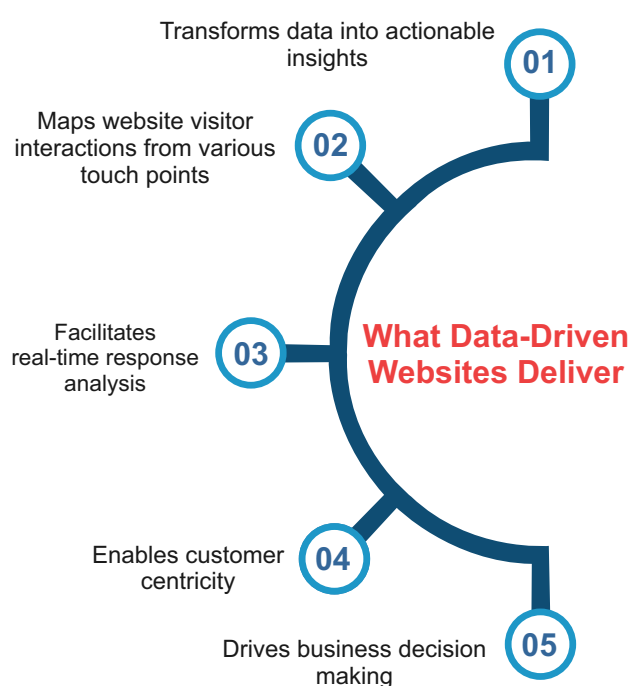 Transforms data into actionable
insights
01
Maps website visitor
interactions from various
touch points
02
Facilitates
real-time response
analysis
03
What Data-Driven
Websites Deliver
Enables customer
centricity
04
Drives business decision
making
05